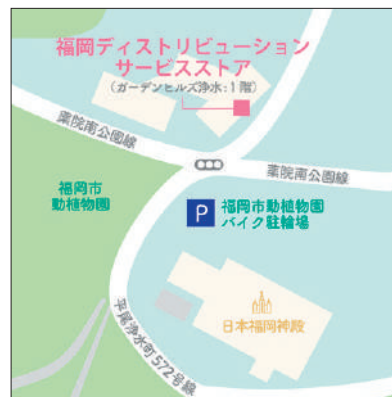 福岡ディストリビューション
サービスストア
(ガーデンヒルズ浄水：1階)
薬院南公園線
薬院南公園線
福岡市
動植物園
P
福岡市動植物園
バイク駐輪場
日本福岡神殿
平尾浄水町572号線